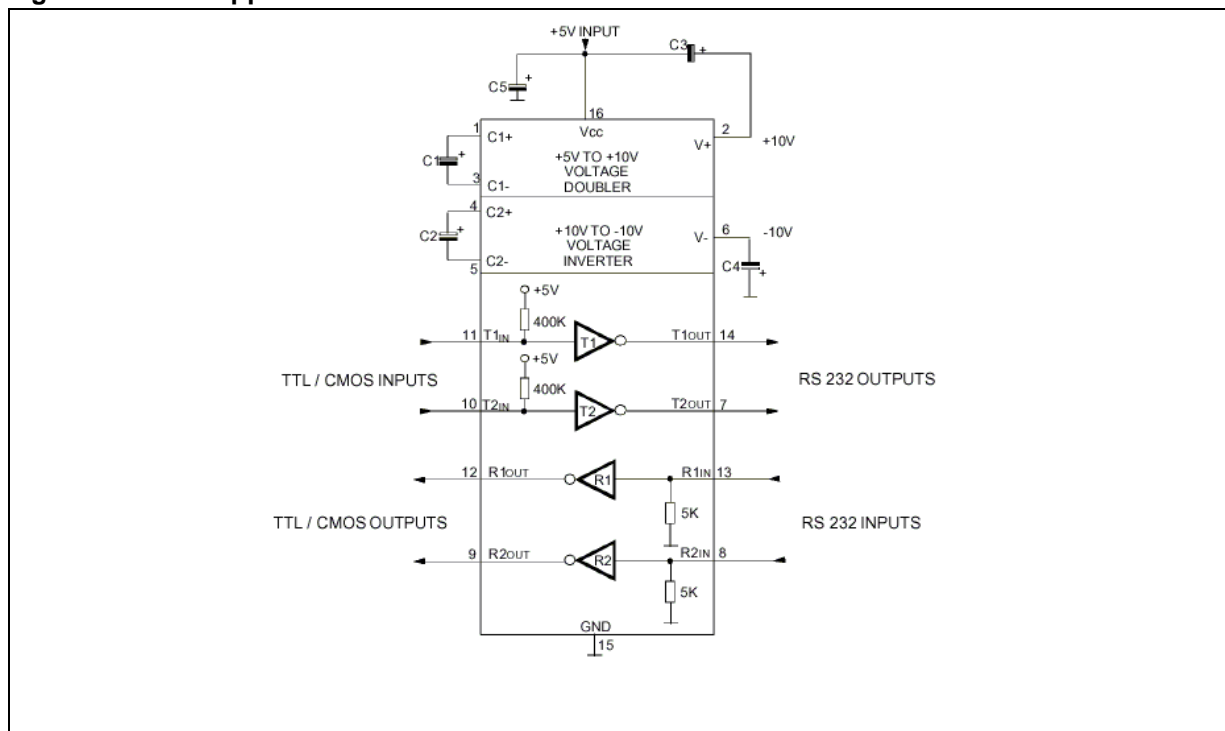 +5V INPUT
C3
+
C5
+
16
Vcc
1
C1+
2
V+
+10V
+5V TO +10V
VOLTAGE
DOUBLER
C1
+
3
C1-
4
C2+
+10V TO -10V
VOLTAGE
INVERTER
V-
6
-10V
C2
+
C2-
5
C4
+
+5V
400K
11
T1IN
T1
T1OUT
14
+5V
TTL / CMOS INPUTS
RS 232 OUTPUTS
400K
10
T2IN
T2
T2OUT
7
12
R1OUT
R1
R1IN
13
5K
TTL / CMOS OUTPUTS
RS 232 INPUTS
9
R2OUT
R2
R2IN
8
5K
GND
15